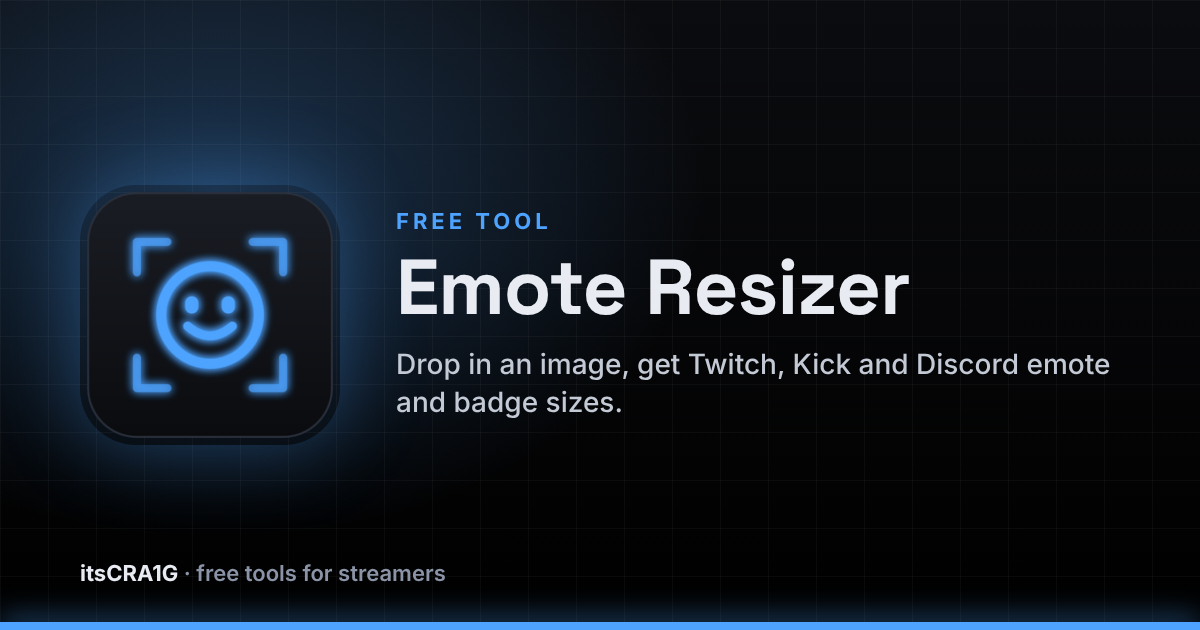 FREE TOOL
Emote Resizer
Drop in an image, get Twitch, Kick and Discord emote
and badge sizes.
itsCRA1G · free tools for streamers